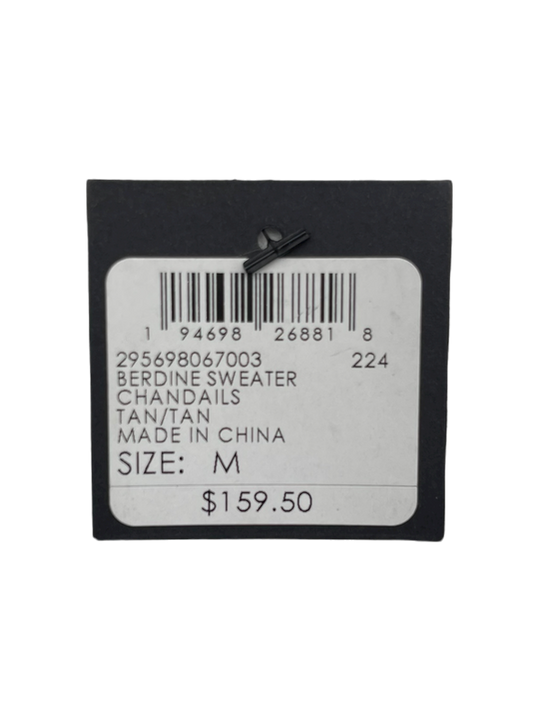 1 94698 26881 8
295698067003 224
BERDINE SWEATER
CHANDAILS
TAN/TAN
MADE IN CHINA
SIZE: M
$159.50